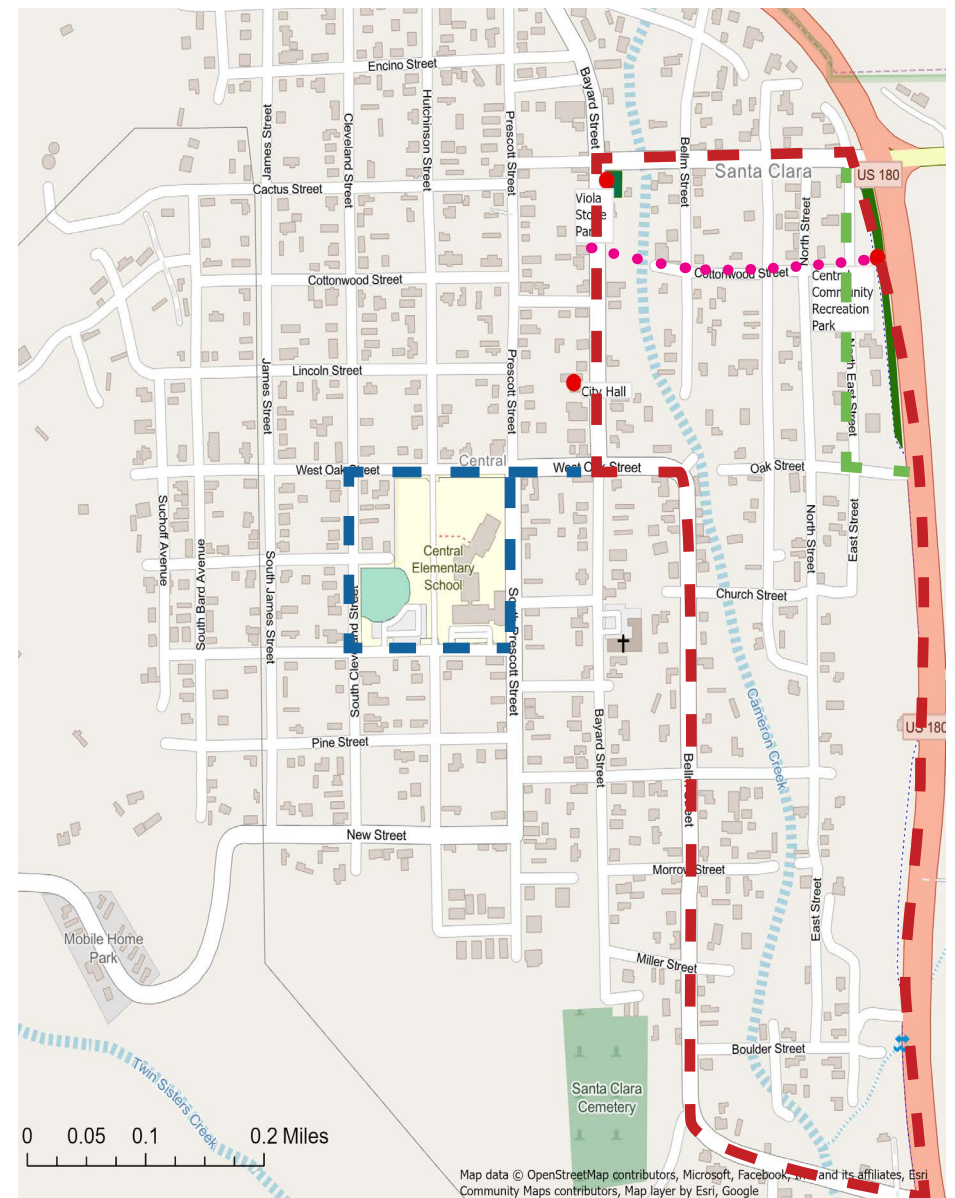 Encino Street
Bayard Street
James Street
Cleveland Street
Hutchinson Street
Prescott Street
Bellm Street
Santa Clara
US 180
Cactus Street
Viola
Stone
Park
North Street
Cottonwood Street
Cottonwood Street
Central
Community
Recreation
Park
James Street
Lincoln Street
Prescott Street
City Hall
North East Street
Central
West Oak Street
West Oak Street
Oak Street
Suchoff Avenue
South Bard Avenue
South James Street
South Cleveland Street
Central
Elementary
School
South Prescott Street
North Street
East Street
Church Street
Cameron Creek
US 180
Pine Street
Bayard Street
Bellm Street
New Street
Morrow Street
East Street
Mobile Home
Park
Miller Street
Boulder Street
Twin Sisters Creek
Santa Clara
Cemetery
0 0.05 0.1 0.2 Miles
Map data © OpenStreetMap contributors, Microsoft, Facebook, and its affiliates, Esri
Community Maps contributors, Map layer by Esri, Google